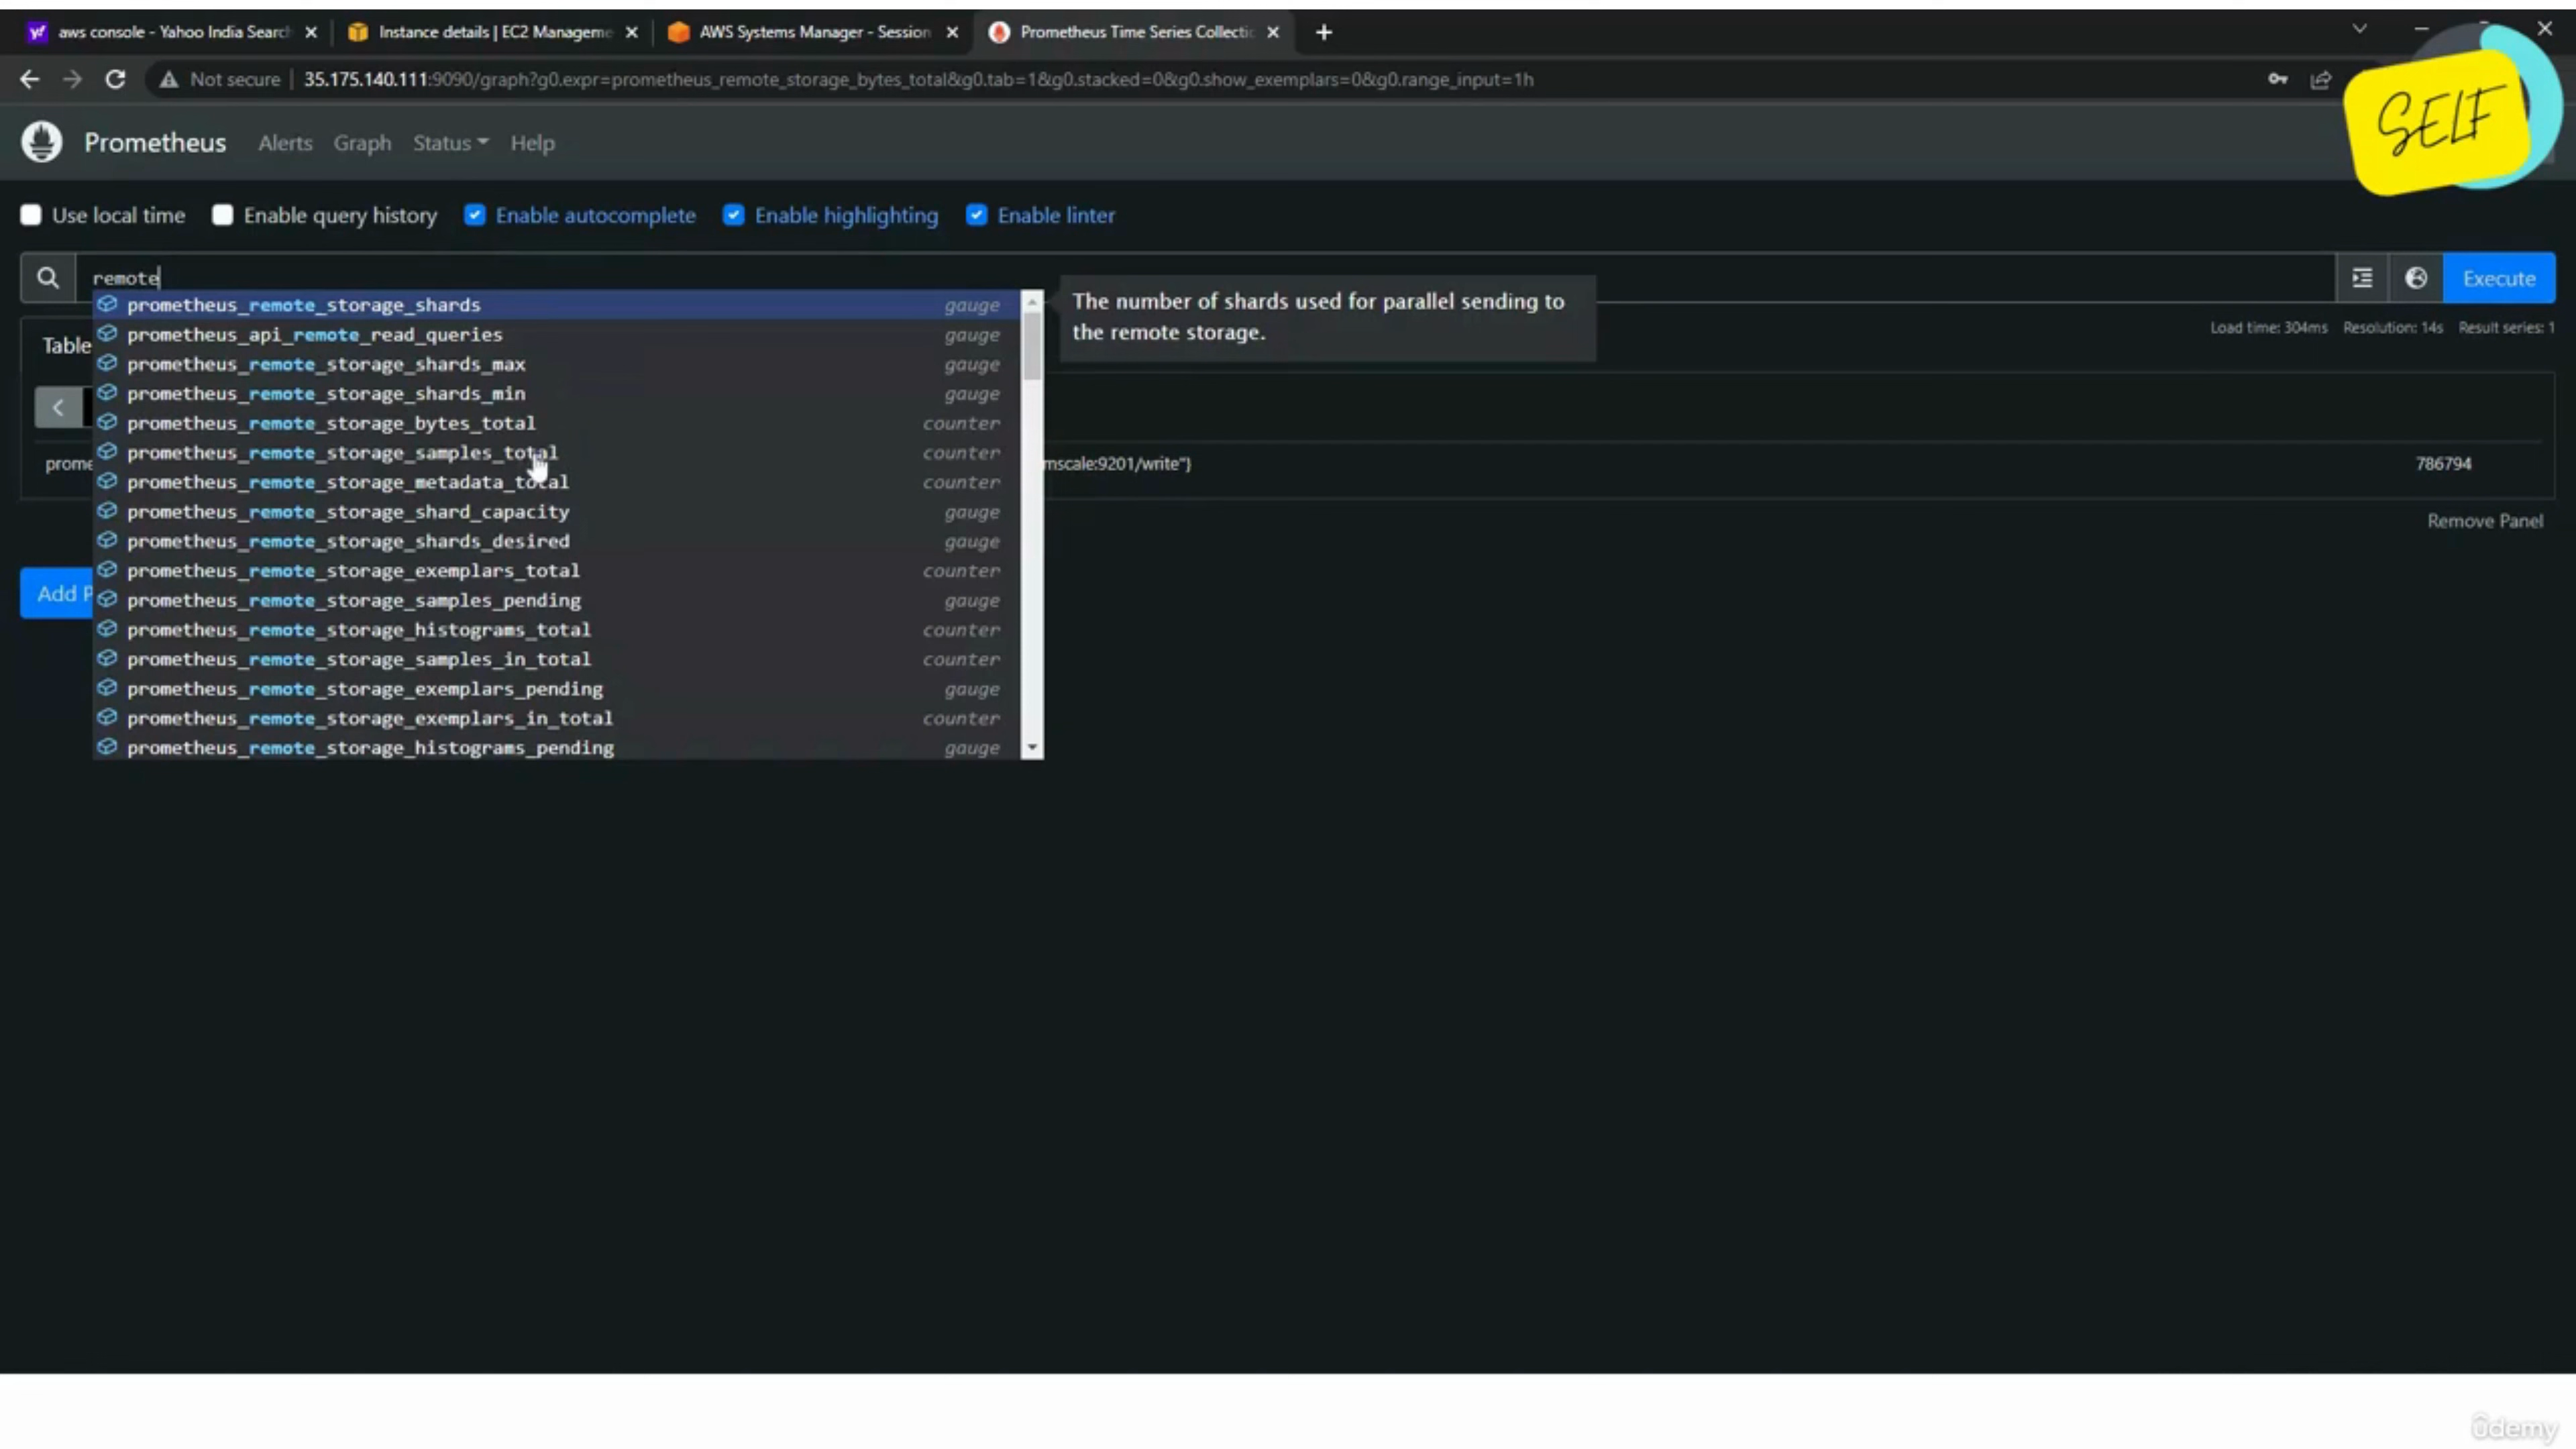 aws console - Yahoo India Search
Instance details | EC2 Manageme
AWS Systems Manager - Session
Prometheus Time Series Collectic
Not secure
35.175.140.111:9090/graph?g0.expr=prometheus_remote_storage_bytes_total&g0.tab=1&g0.stacked=0&g0.show_exemplars=0&g0.range_input=1h
SELF
Prometheus Alerts Graph Status Help
Use local time Enable query history Enable autocomplete Enable highlighting Enable linter
remote
Execute
prometheus_remote_storage_shards gauge
The number of shards used for parallel sending to
the remote storage.
Load time: 304ms Resolution: 14s Result series: 1
Table
prometheus_api_remote_read_queries gauge
prometheus_remote_storage_shards_max gauge
prometheus_remote_storage_shards_min gauge
prometheus_remote_storage_bytes_total counter
prometheus_remote_storage_samples_total counter
prome
mscale:9201/write"} 786794
prometheus_remote_storage_metadata_total counter
prometheus_remote_storage_shard_capacity gauge
Remove Panel
prometheus_remote_storage_shards_desired gauge
prometheus_remote_storage_exemplars_total counter
Add P
prometheus_remote_storage_samples_pending gauge
prometheus_remote_storage_histograms_total counter
prometheus_remote_storage_samples_in_total counter
prometheus_remote_storage_exemplars_pending gauge
prometheus_remote_storage_exemplars_in_total counter
prometheus_remote_storage_histograms_pending gauge
ûdemy